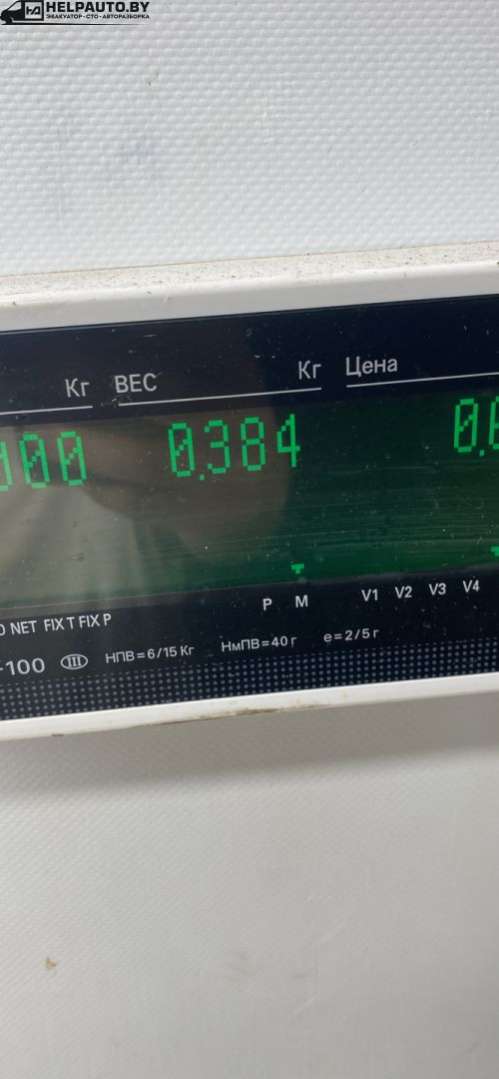 HELPAUTO.BY
ЭВАКУАТОР-СТО-АВТОРАЗБОРКА
Кг ВЕС Кг Цена
000 0.384
NET FIX T FIX P P M V1 V2 V3 V4
-100 III НПВ=6/15 Кг НмПВ=40 г e=2/5 г